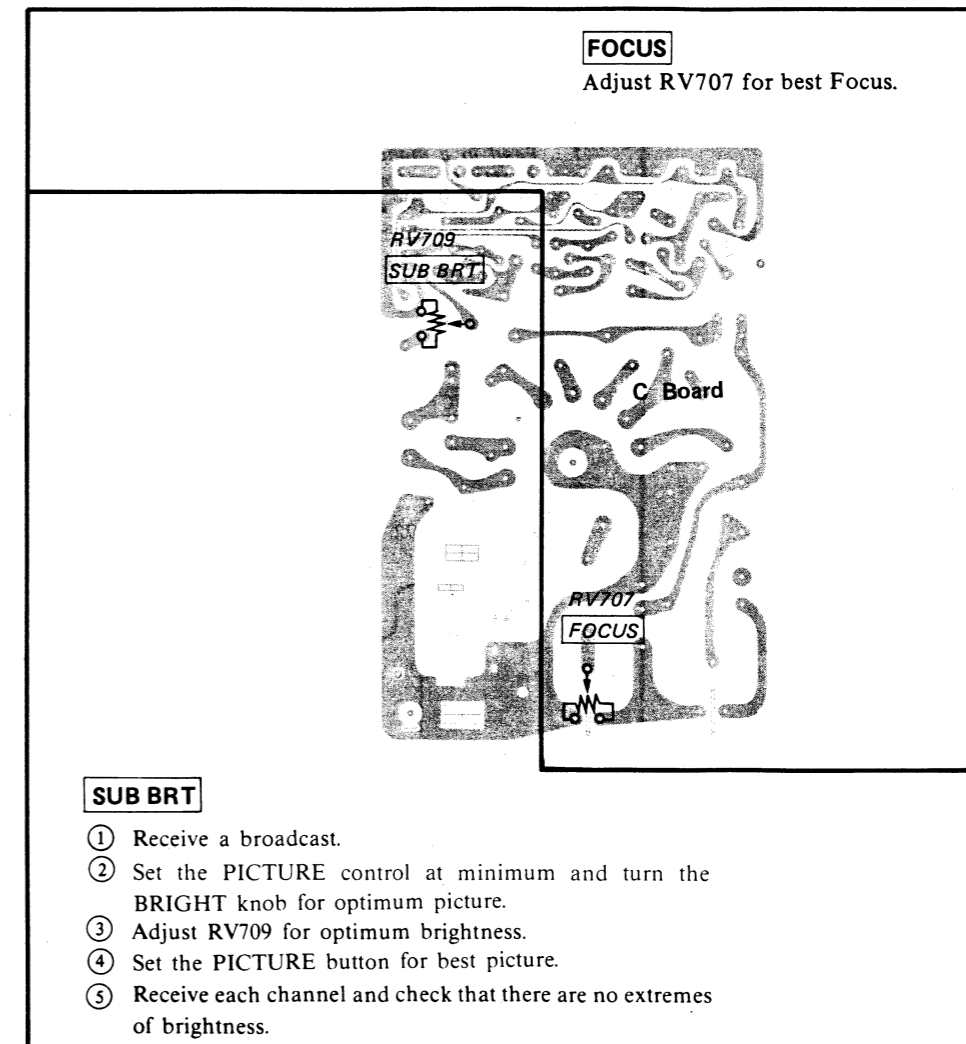 FOCUS
Adjust RV707 for best Focus.
RV709
SUB BRT
C Board
RV707
FOCUS
SUB BRT
① Receive a broadcast.
② Set the PICTURE control at minimum and turn the
BRIGHT knob for optimum picture.
③ Adjust RV709 for optimum brightness.
④ Set the PICTURE button for best picture.
⑤ Receive each channel and check that there are no extremes
of brightness.